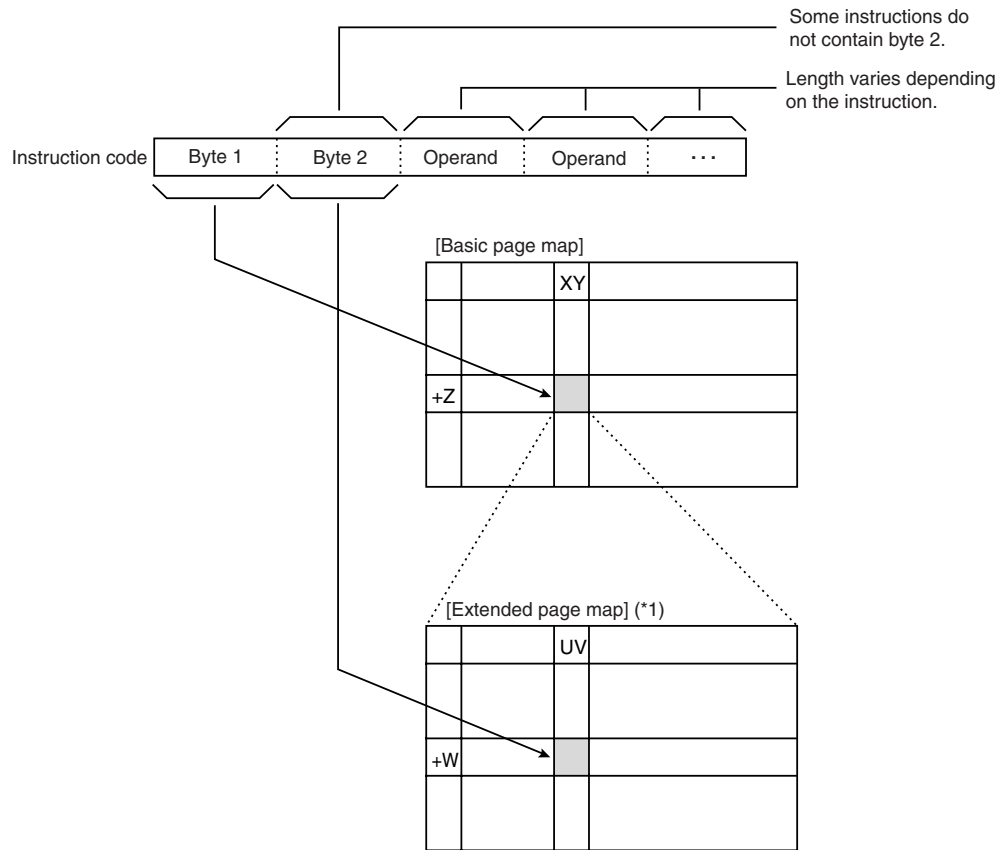 Some instructions do
not contain byte 2.
Length varies depending
on the instruction.
Instruction code Byte 1 Byte 2 Operand Operand ...
[Basic page map]
XY
+Z
[Extended page map] (*1)
UV
+W